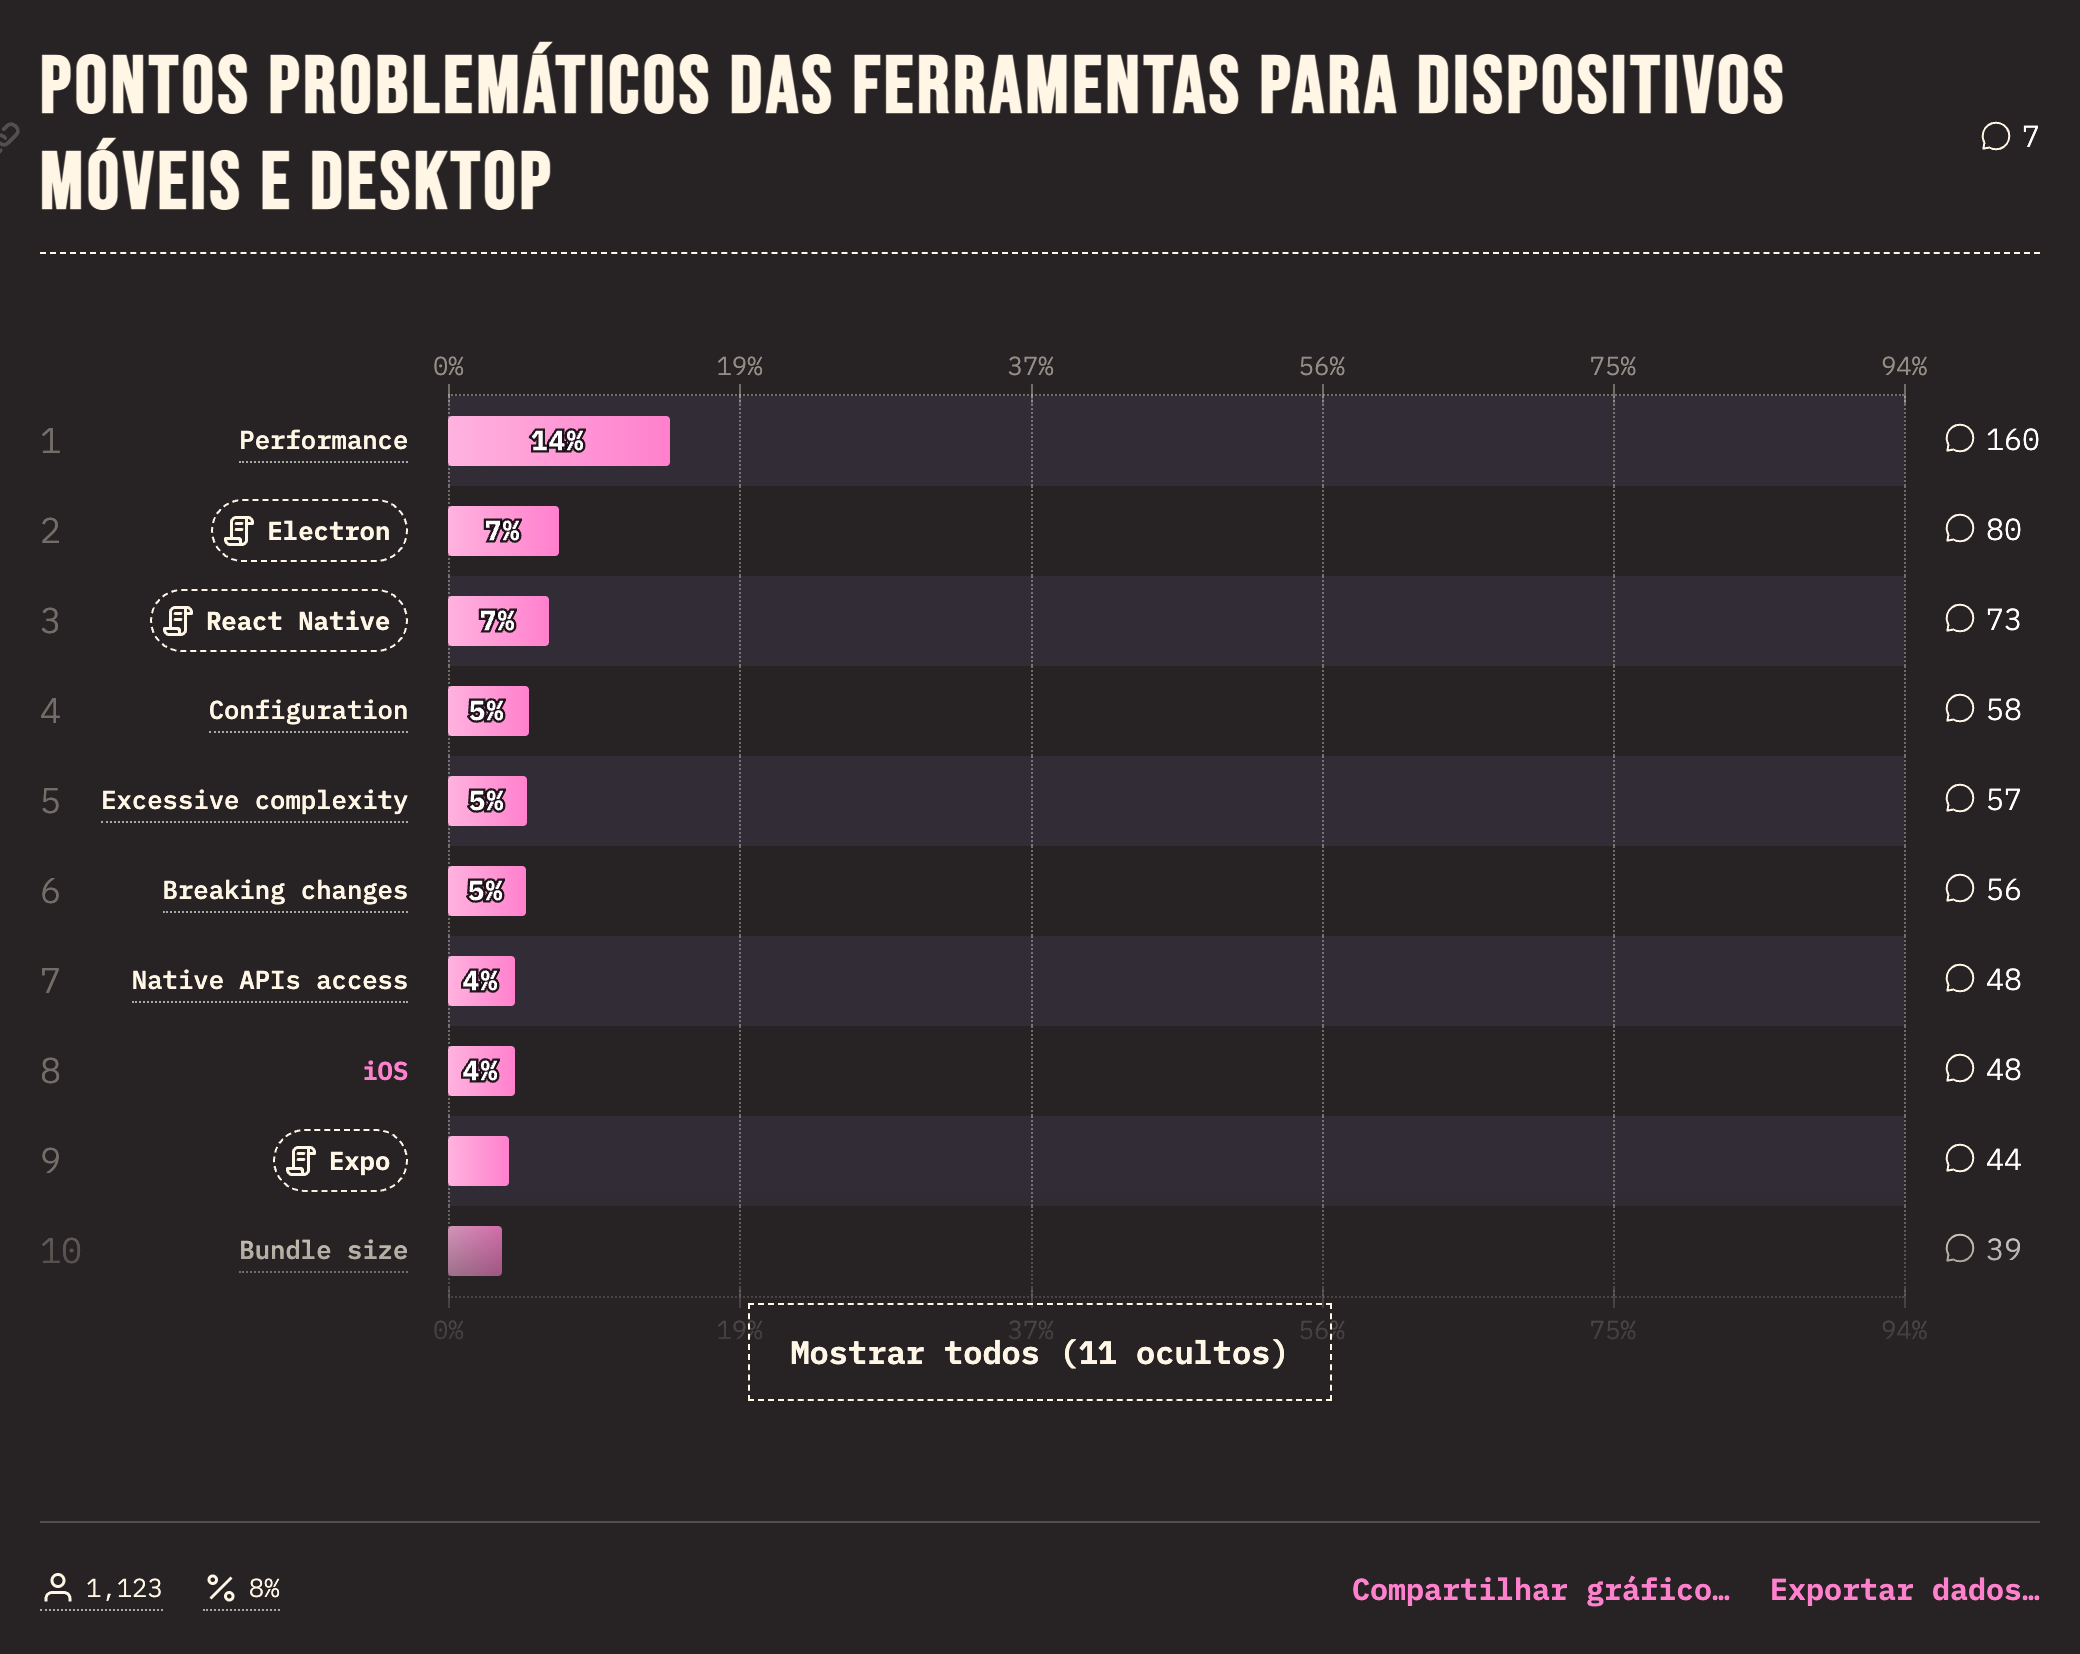 PONTOS PROBLEMÁTICOS DAS FERRAMENTAS PARA DISPOSITIVOS
MÓVEIS E DESKTOP
7
0% 19% 37% 56% 75% 94%
1 Performance 14% 160
2 Electron 7% 80
3 React Native 7% 73
4 Configuration 5% 58
5 Excessive complexity 5% 57
6 Breaking changes 5% 56
7 Native APIs access 4% 48
8 iOS 4% 48
9 Expo 44
10 Bundle size 39
0% 19% 37% 56% 75% 94%
Mostrar todos (11 ocultos)
1,123 8% Compartilhar gráfico… Exportar dados…